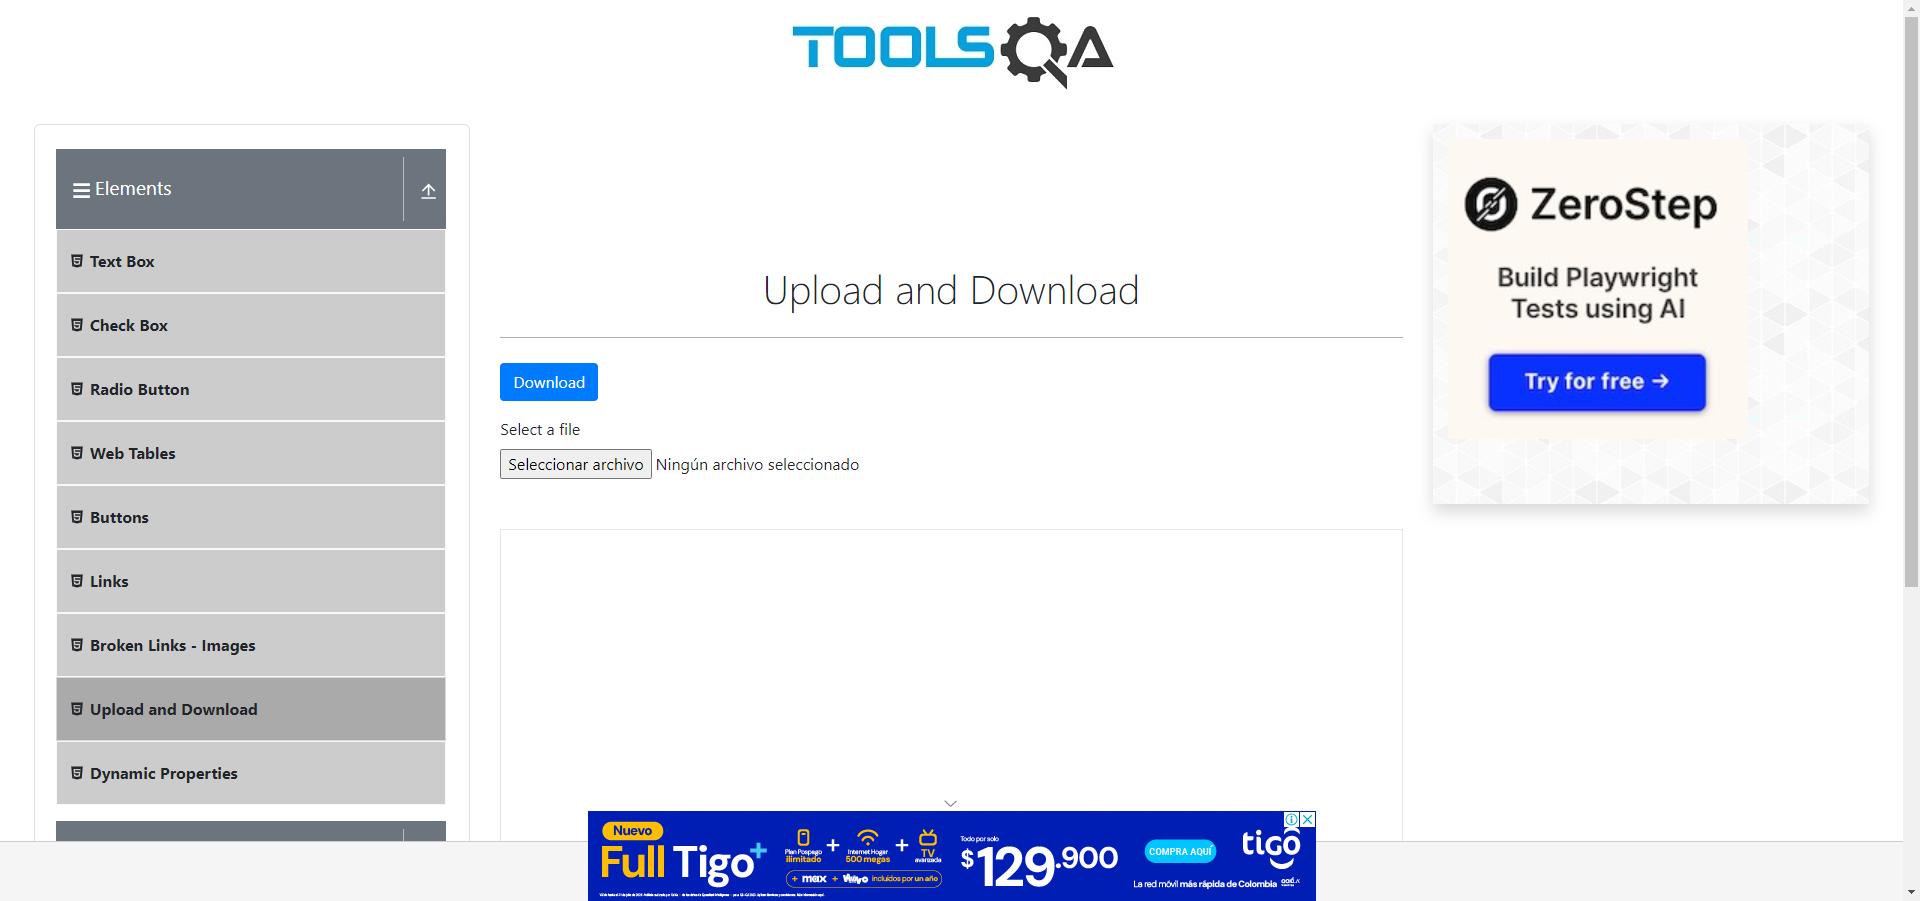 TOOLSQA
Elements
Text Box
Check Box
Radio Button
Web Tables
Buttons
Links
Broken Links - Images
Upload and Download
Dynamic Properties
Upload and Download
Download
Select a file
Seleccionar archivo Ningún archivo seleccionado
ZeroStep
Build Playwright
Tests using AI
Try for free →
Nuevo
Full Tigo+
Plan Pospago
ilimitado
+
Internet Hogar
500 megas
+
TV
avanzada
+ max + incluidos por un año
Todo por solo
$129.900
COMPRA AQUÍ
tigo
La red móvil más rápida de Colombia